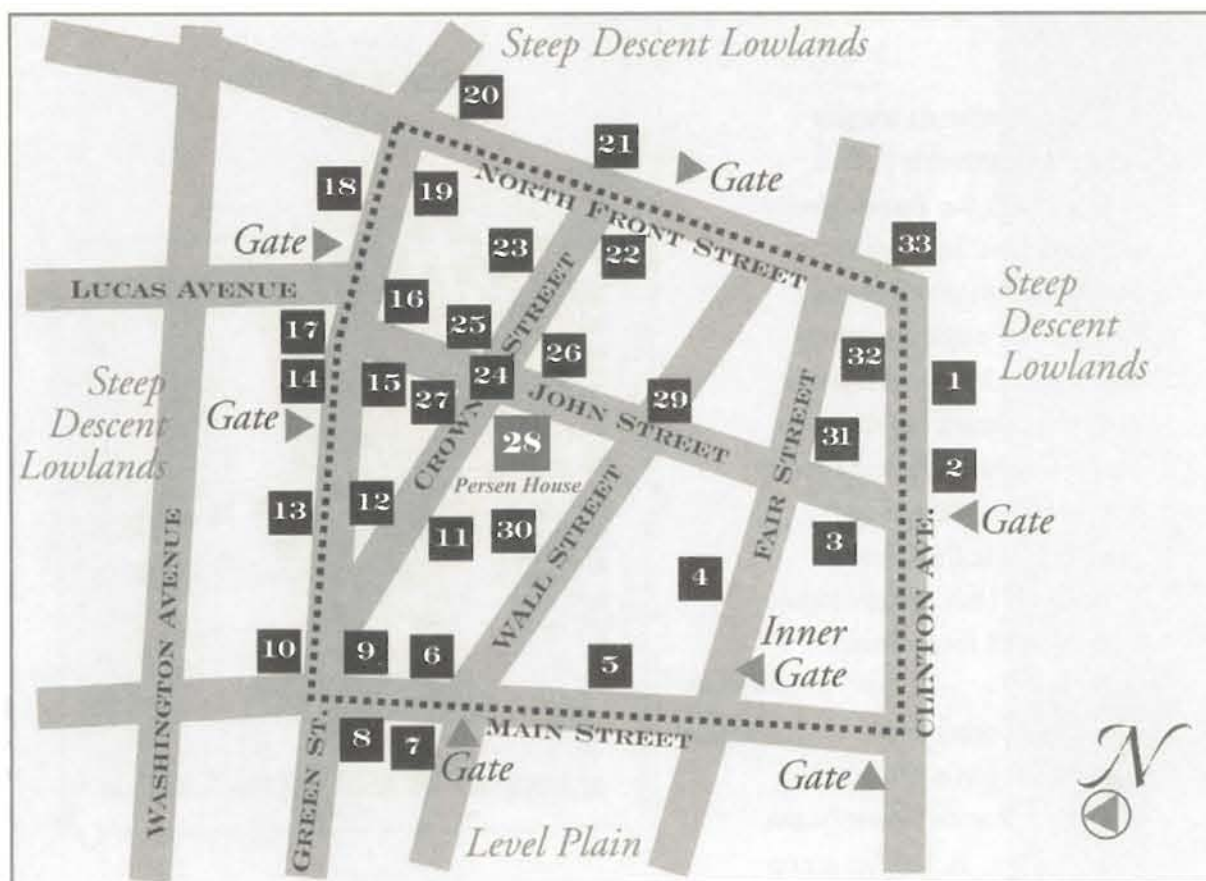 Steep Descent Lowlands
20
21
Gate
18
19
NORTH FRONT STREET
Gate
23
22
33
LUCAS AVENUE
16
Steep
Descent
Lowlands
17
25
26
32
1
14
15
24
27
29
Steep
Descent
Lowlands
Gate
CROWN STREET
JOHN STREET
28
Persen House
31
2
FAIR STREET
Gate
13
12
11
30
3
WALL STREET
4
WASHINGTON AVENUE
Inner
Gate
10
9
6
5
CLINTON AVE.
GREEN ST.
8
7
MAIN STREET
Gate
Gate
N
Level Plain